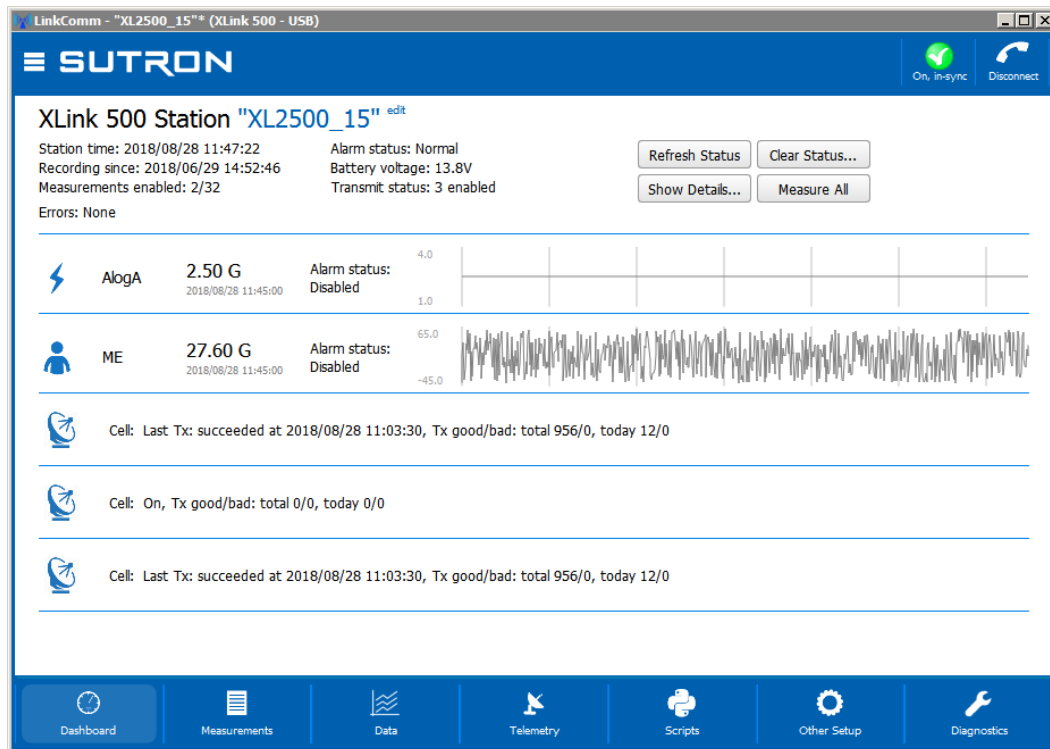 LinkComm - "XL2500_15"* (XLink 500 - USB)
SUTRON
On, in-sync
Disconnect
XLink 500 Station "XL2500_15" edit
Station time: 2018/08/28 11:47:22
Recording since: 2018/06/29 14:52:46
Measurements enabled: 2/32
Errors: None
Alarm status: Normal
Battery voltage: 13.8V
Transmit status: 3 enabled
Refresh Status
Clear Status...
Show Details...
Measure All
AlogA
2.50 G
2018/08/28 11:45:00
Alarm status:
Disabled
4.0
1.0
ME
27.60 G
2018/08/28 11:45:00
Alarm status:
Disabled
65.0
-45.0
Cell: Last Tx: succeeded at 2018/08/28 11:03:30, Tx good/bad: total 956/0, today 12/0
Cell: On, Tx good/bad: total 0/0, today 0/0
Cell: Last Tx: succeeded at 2018/08/28 11:03:30, Tx good/bad: total 956/0, today 12/0
Dashboard
Measurements
Data
Telemetry
Scripts
Other Setup
Diagnostics